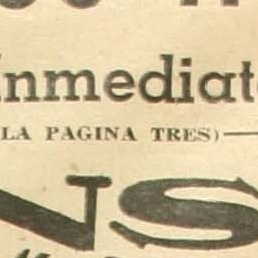 Inmediat
LA PAGINA TRES)—
NS